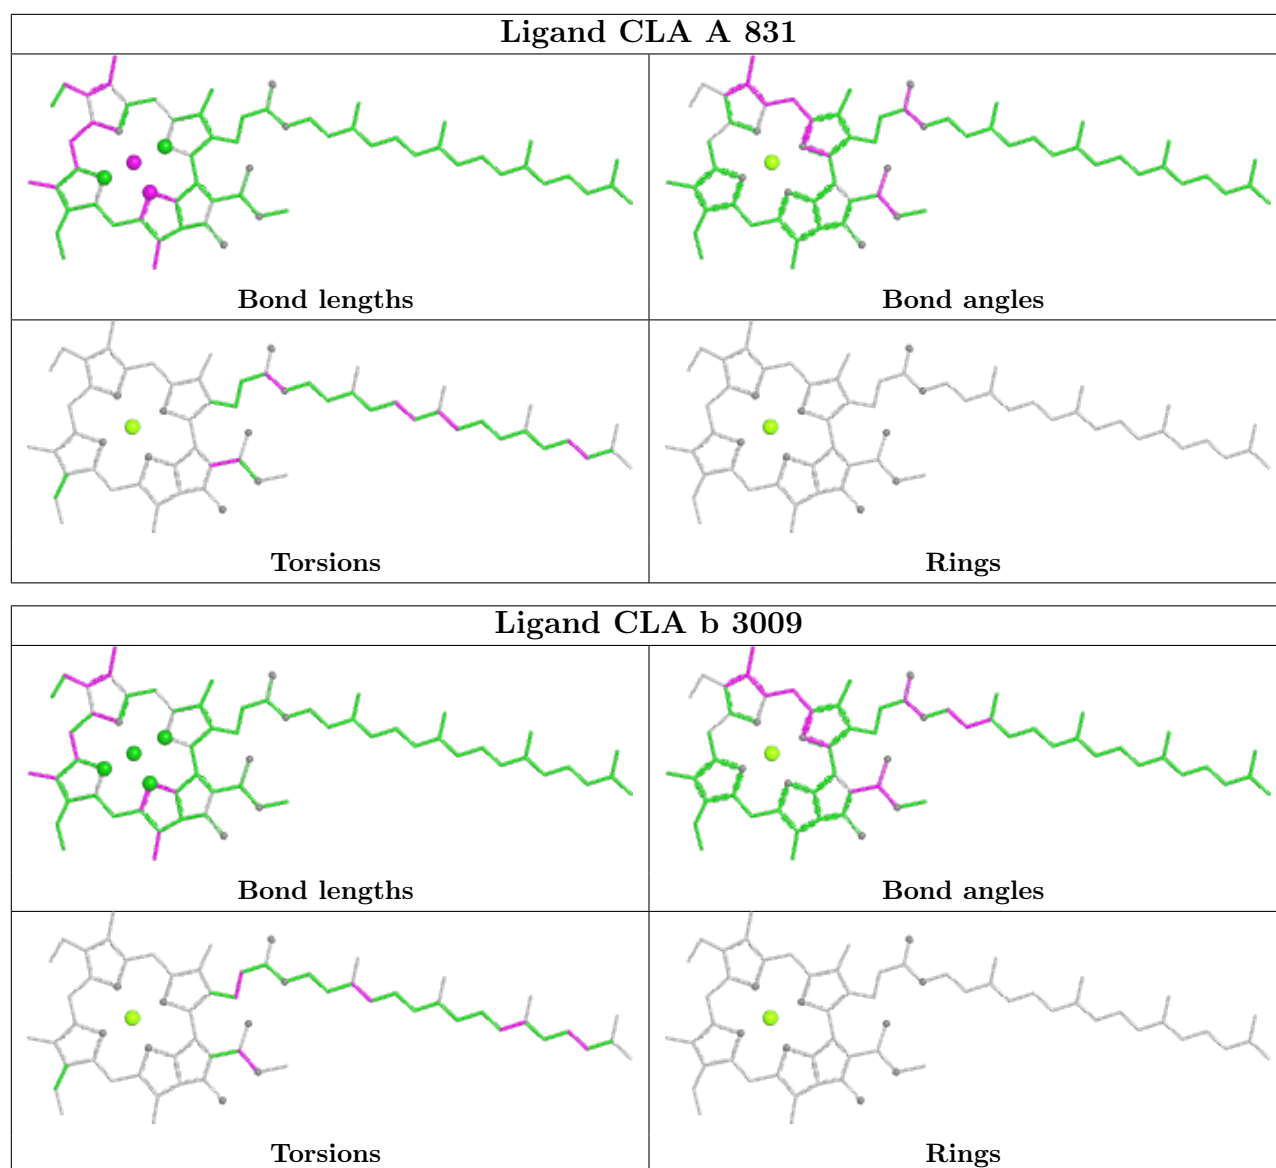 Ligand CLA A 831
Bond lengths
Bond angles
Torsions
Rings
Ligand CLA b 3009
Bond lengths
Bond angles
Torsions
Rings